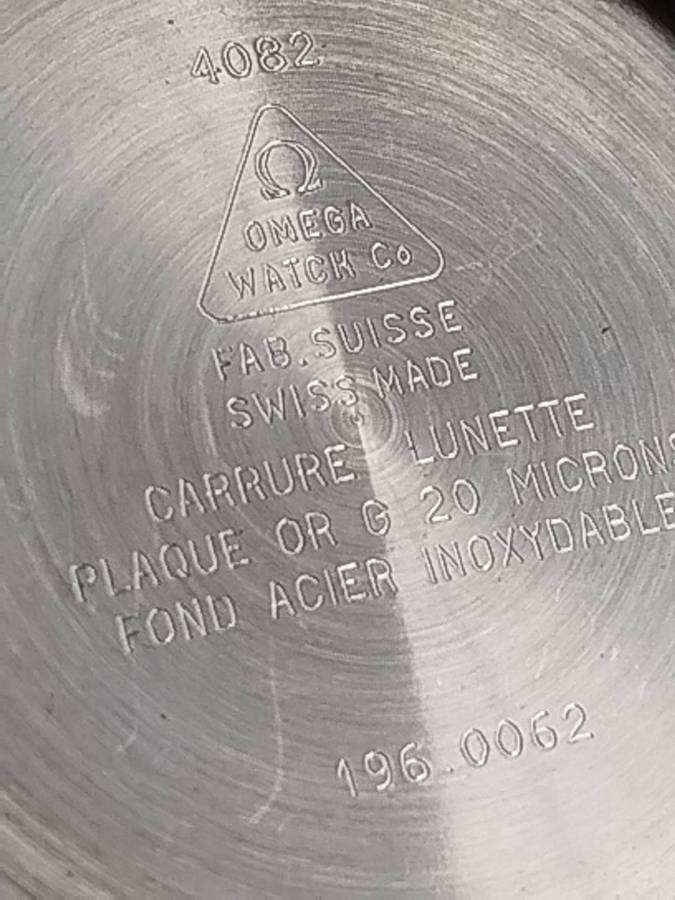 4082
Ω
OMEGA
WATCH Co
FAB. SUISSE
SWISS MADE
CARRURE LUNETTE
PLAQUE OR G 20 MICRONS
FOND ACIER INOXYDABLE
196.0062